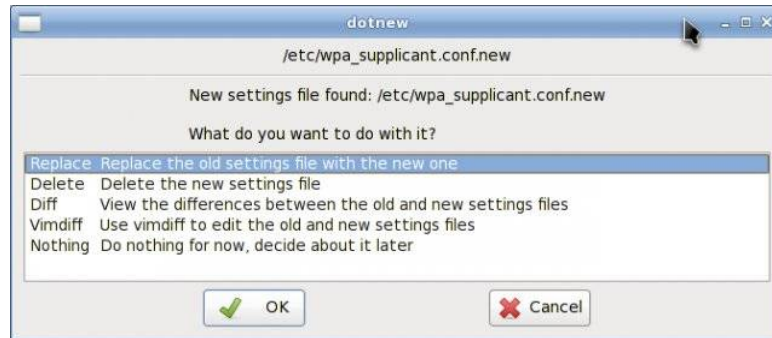 dotnew
/etc/wpa_supplicant.conf.new
New settings file found: /etc/wpa_supplicant.conf.new
What do you want to do with it?
Replace Replace the old settings file with the new one
Delete Delete the new settings file
Diff View the differences between the old and new settings files
Vimdiff Use vimdiff to edit the old and new settings files
Nothing Do nothing for now, decide about it later
OK Cancel